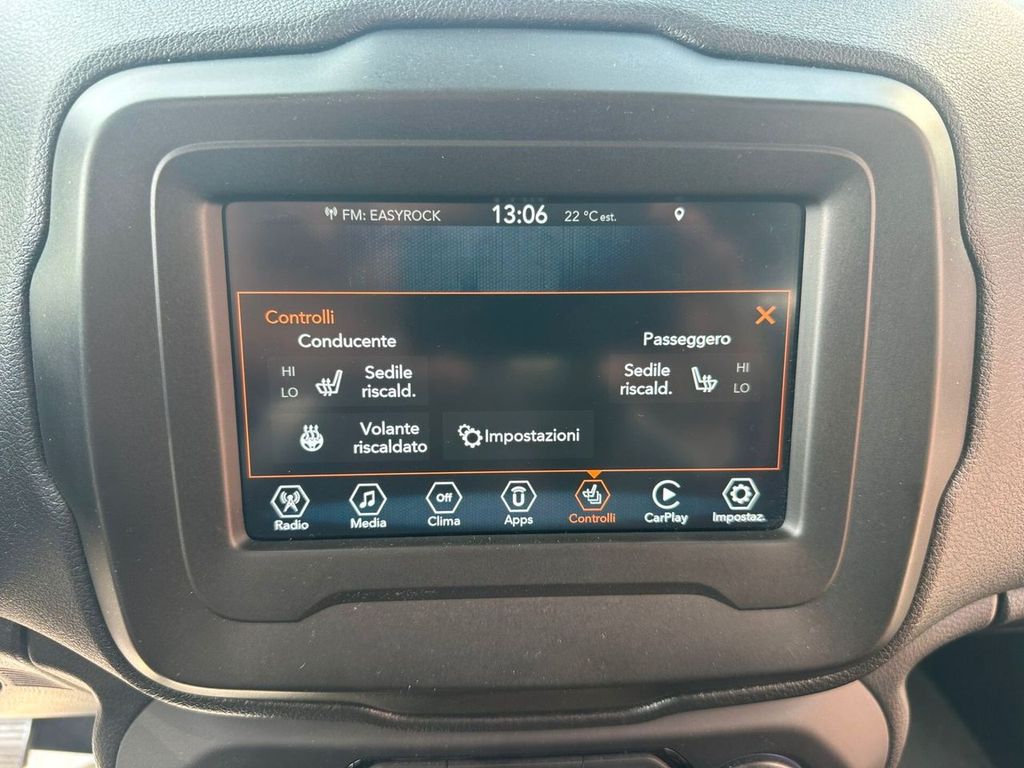 FM: EASYROCK 13:06 22 °C est.
Controlli
Conducente Passeggero
HI Sedile Sedile HI
LO riscald. riscald. LO
Volante
riscaldato
Impostazioni
Off
Radio Media Clima Apps Controlli CarPlay Impostaz.